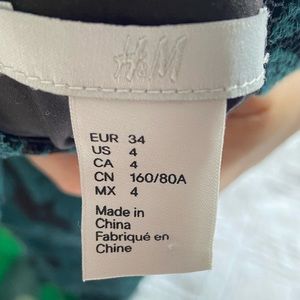 H&M
EUR 34
US 4
CA 4
CN 160/80A
MX 4
Made in
China
Fabriqué en
Chine